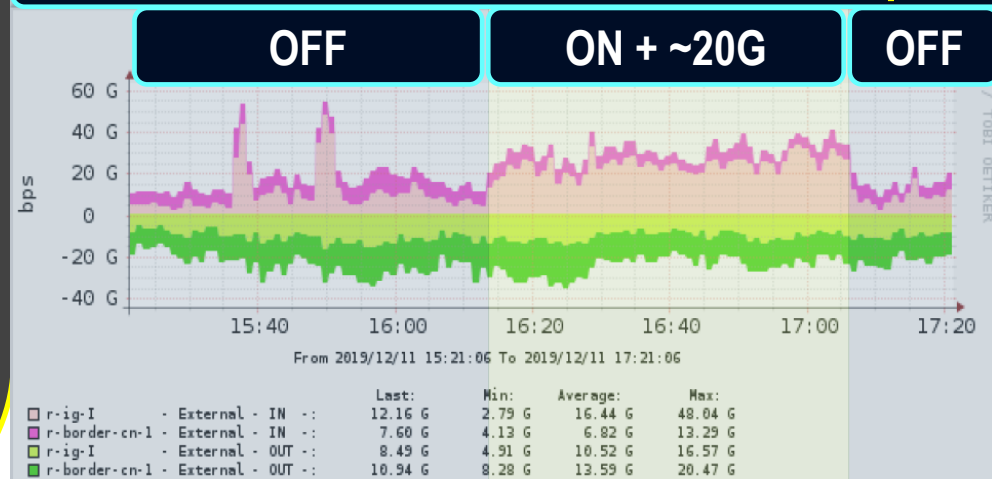 OFF ON + ~20G OFF
60 G
40 G
20 G
0
-20 G
-40 G
bps
/ TOBI OETIKER
15:40 16:00 16:20 16:40 17:00 17:20
From 2019/12/11 15:21:06 To 2019/12/11 17:21:06
Last: Min: Average: Max:
r-ig-I - External - IN -: 12.16 G 2.79 G 16.44 G 48.04 G
r-border-cn-1 - External - IN -: 7.60 G 4.13 G 6.82 G 13.29 G
r-ig-I - External - OUT -: 8.49 G 4.91 G 10.52 G 16.57 G
r-border-cn-1 - External - OUT -: 10.94 G 8.28 G 13.59 G 20.47 G